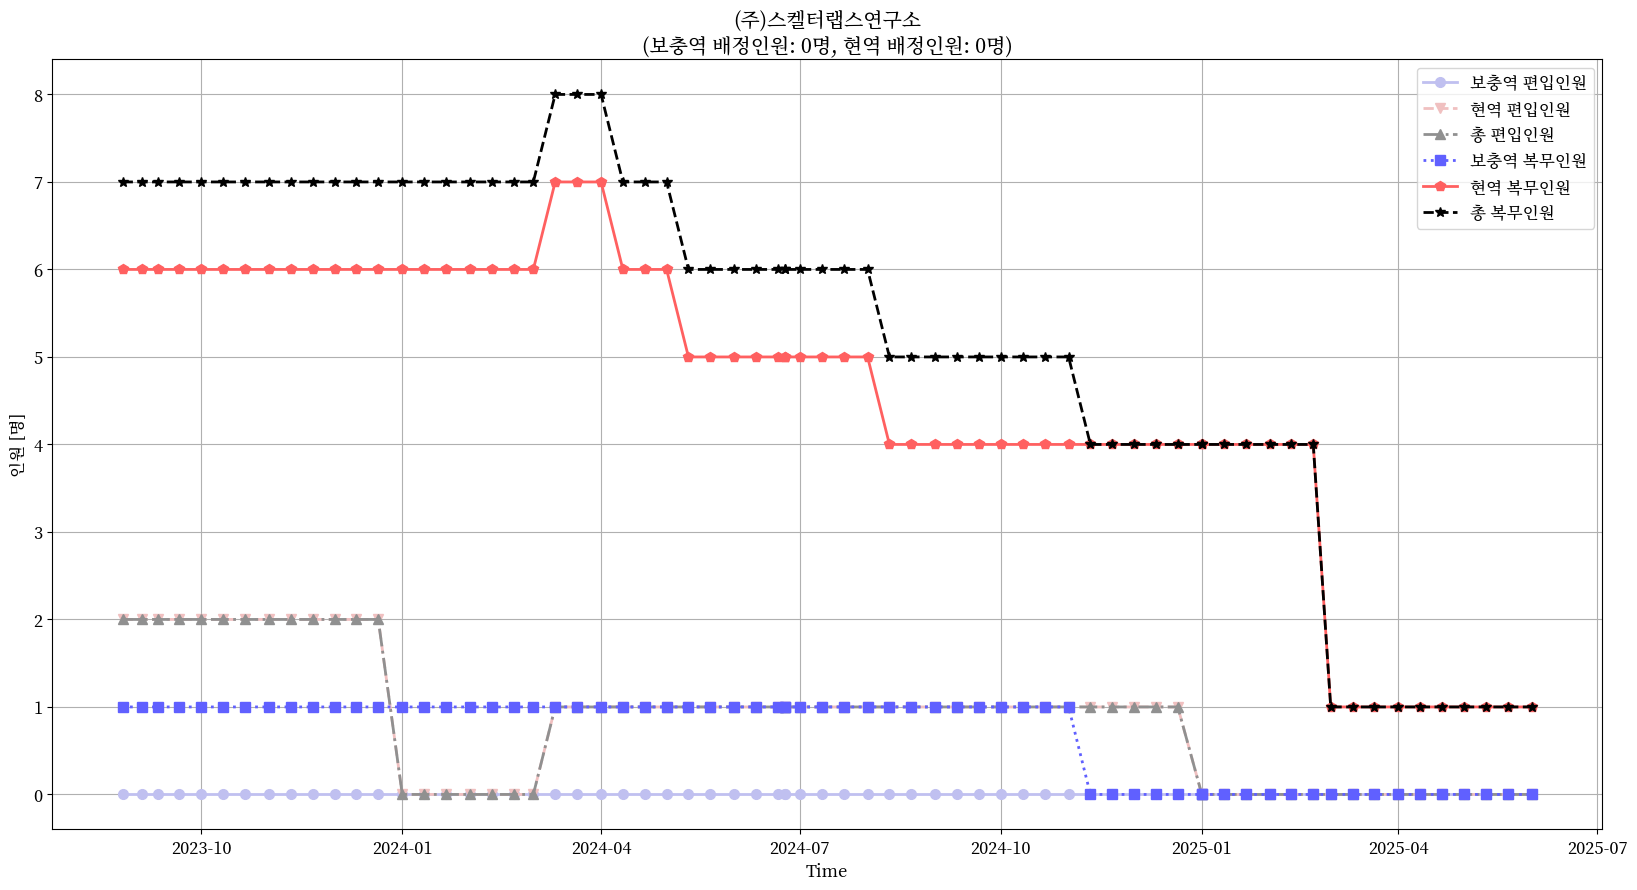 (주)스켈터랩스연구소
(보충역 배정인원: 0명, 현역 배정인원: 0명)
보충역 편입인원
현역 편입인원
총 편입인원
보충역 복무인원
현역 복무인원
총 복무인원
인원 [명]
8
7
6
5
4
3
2
1
0
2023-10
2024-01
2024-04
2024-07
2024-10
2025-01
2025-04
2025-07
Time